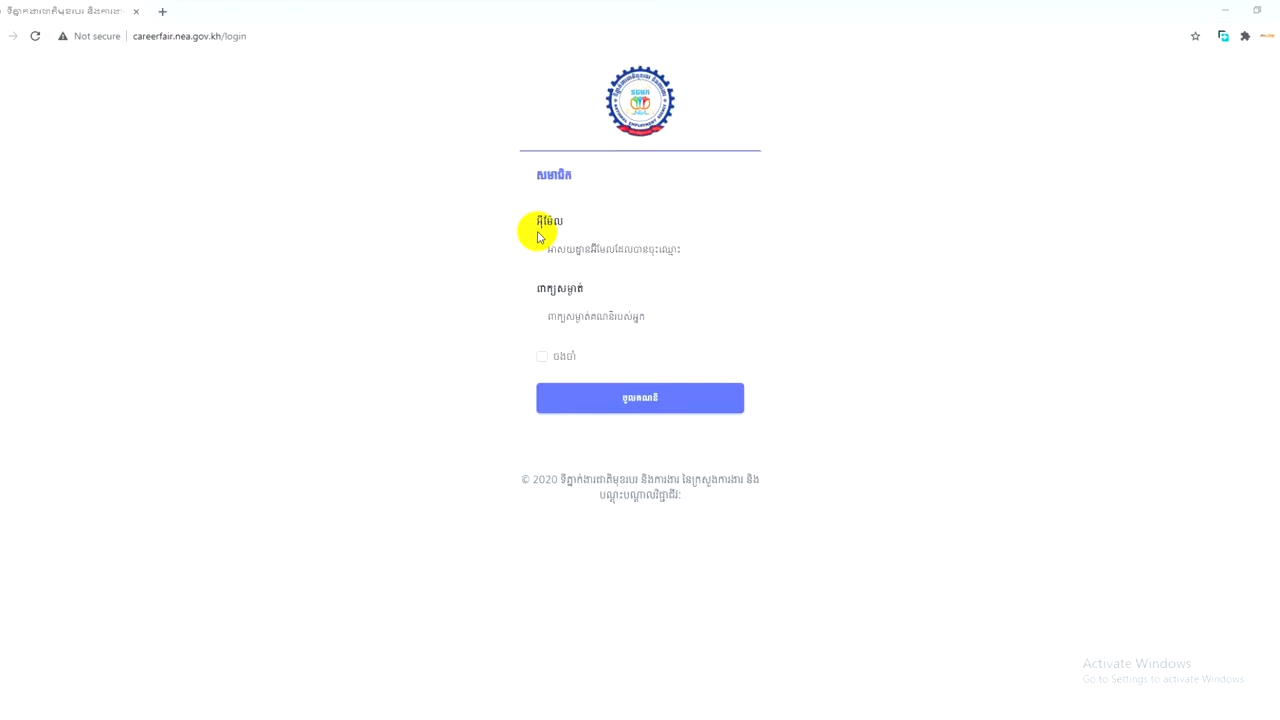 Not secure
careerfair.nea.gov.kh/login
NATIONAL EMPLOYMENT AGENCY
សមាជិក
អ៊ីម៉ែល
អាសយដ្ឋានអ៊ីមែលដែលបានចុះឈ្មោះ
ពាក្យសម្ងាត់
ពាក្យសម្ងាត់គណនីរបស់អ្នក
ចងចាំ
ចូលគណនី
© 2020 ទីភ្នាក់ងារជាតិមុខរបរ និងការងារ នៃក្រសួងការងារ និង
បណ្តុះបណ្តាលវិជ្ជាជីវៈ
Activate Windows
Go to Settings to activate Windows